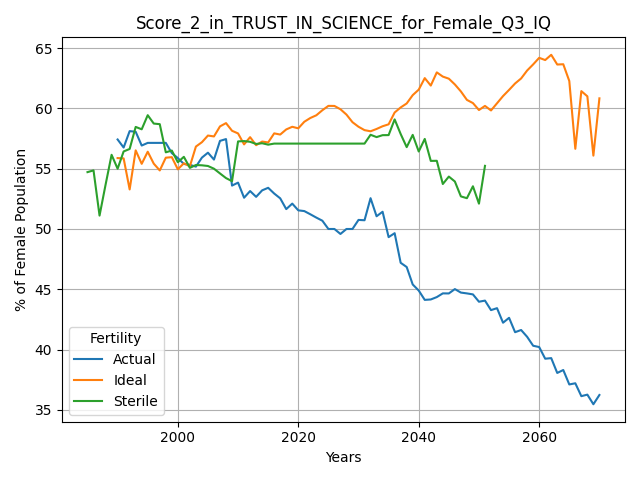 Score_2_in_TRUST_IN_SCIENCE_for_Female_Q3_IQ
% of Female Population
65
60
55
50
45
40
35
Fertility
Actual
Ideal
Sterile
2000 2020 2040 2060
Years